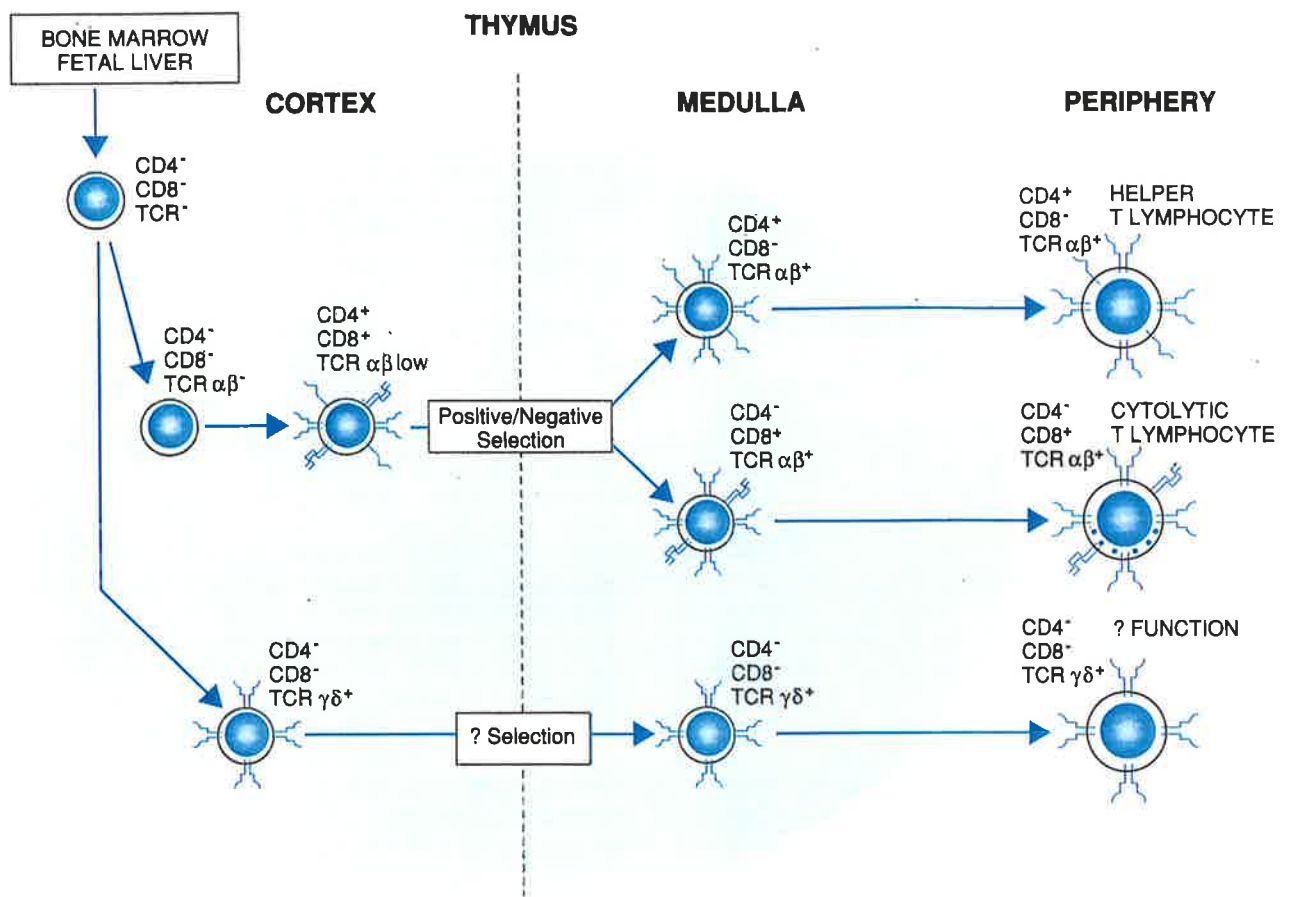 THYMUS
BONE MARROW
FETAL LIVER
CORTEX
MEDULLA
PERIPHERY
CD4⁻
CD8⁻
TCR⁻
CD4⁻
CD8⁻
TCR αβ⁻
CD4⁺
CD8⁺
TCR αβ low
Positive/Negative
Selection
CD4⁺
CD8⁻
TCR αβ⁺
CD4⁺
CD8⁻
TCR αβ⁺
HELPER
T LYMPHOCYTE
CD4⁻
CD8⁺
TCR αβ⁺
CD4⁻
CD8⁺
TCR αβ⁺
CYTOLYTIC
T LYMPHOCYTE
CD4⁻
CD8⁻
TCR γδ⁺
? Selection
CD4⁻
CD8⁻
TCR γδ⁺
CD4⁻
CD8⁻
TCR γδ⁺
? FUNCTION